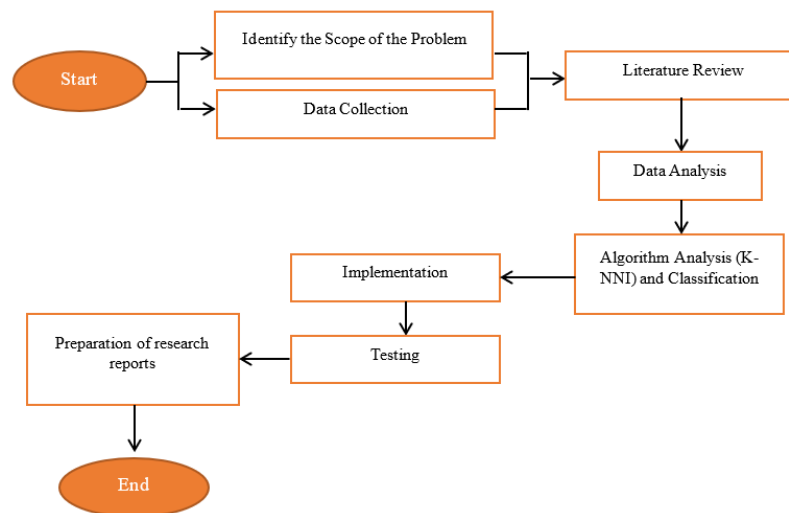 Start
Identify the Scope of the Problem
Data Collection
Literature Review
Data Analysis
Algorithm Analysis (K-
NNI) and Classification
Implementation
Testing
Preparation of research
reports
End